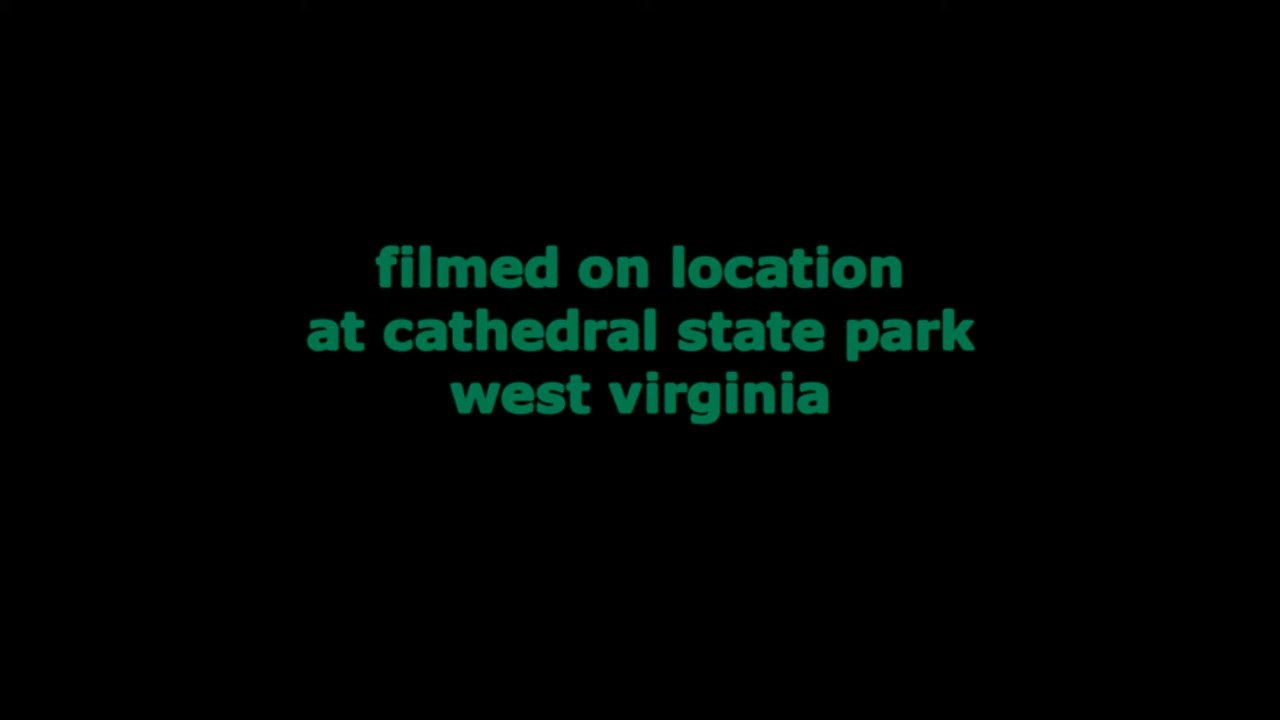 filmed on location
at cathedral state park
west virginia